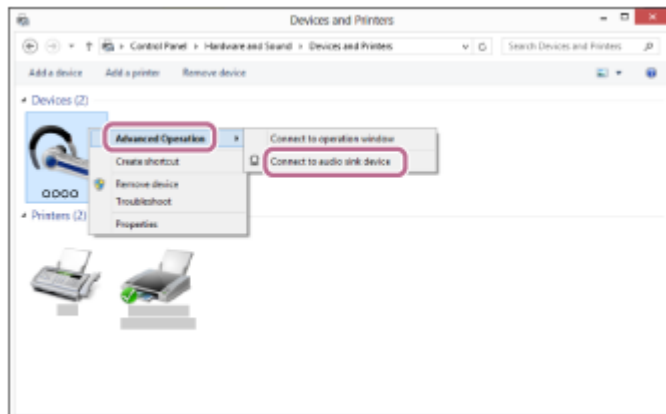 Devices and Printers
Control Panel › Hardware and Sound › Devices and Printers
Search Devices and Printers
Add a device Add a printer Remove device
Devices (2)
Advanced Operation
Connect to operation window
Create shortcut
Connect to audio sink device
Remove device
Troubleshoot
OOOO
Printers (2)
Properties